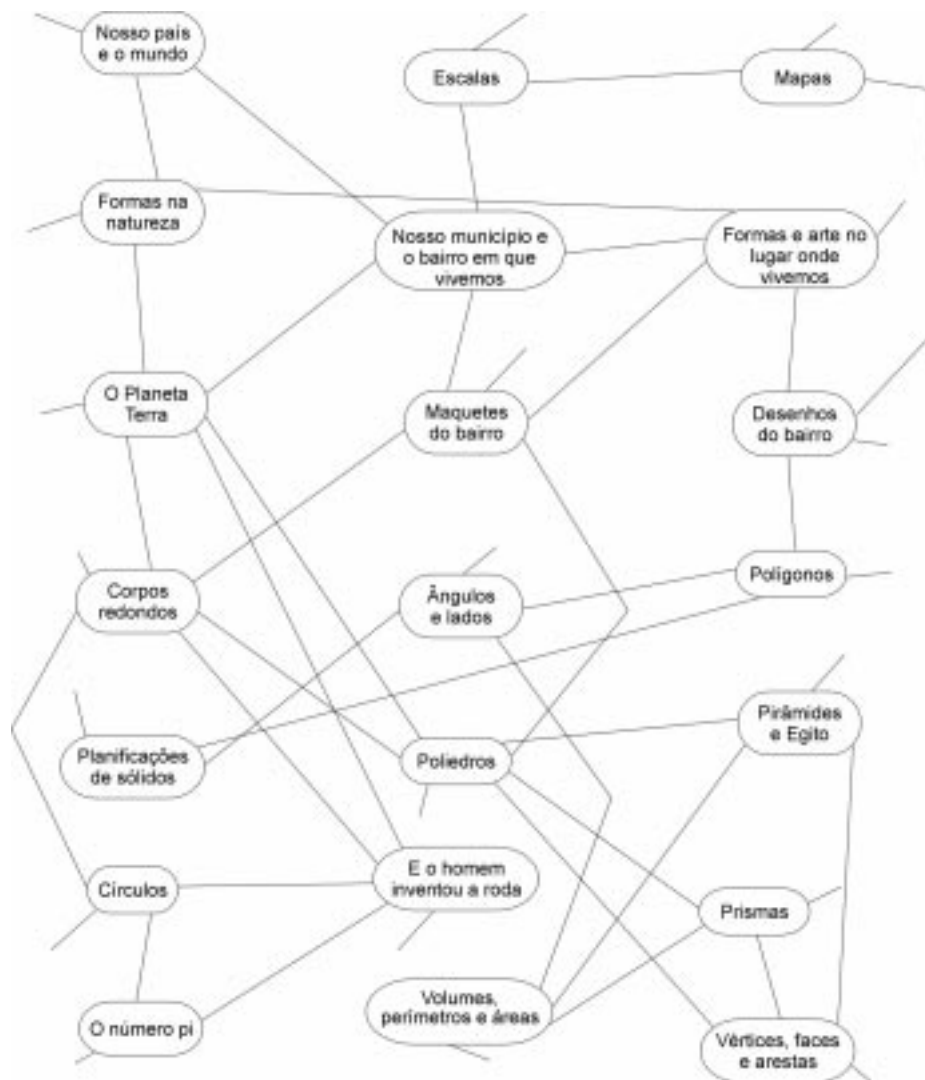 Nosso país
e o mundo
Escalas
Mapas
Formas na
natureza
Nosso município e
o bairro em que
vivemos
Formas e arte no
lugar onde
vivemos
O Planeta
Terra
Maquetes
do bairro
Desenhos
do bairro
Corpos
redondos
Ângulos
e lados
Polígonos
Planificações
de sólidos
Poliedros
Pirâmides
e Egito
Círculos
E o homem
inventou a roda
Prismas
O número pi
Volumes,
perímetros e áreas
Vértices, faces
e arestas